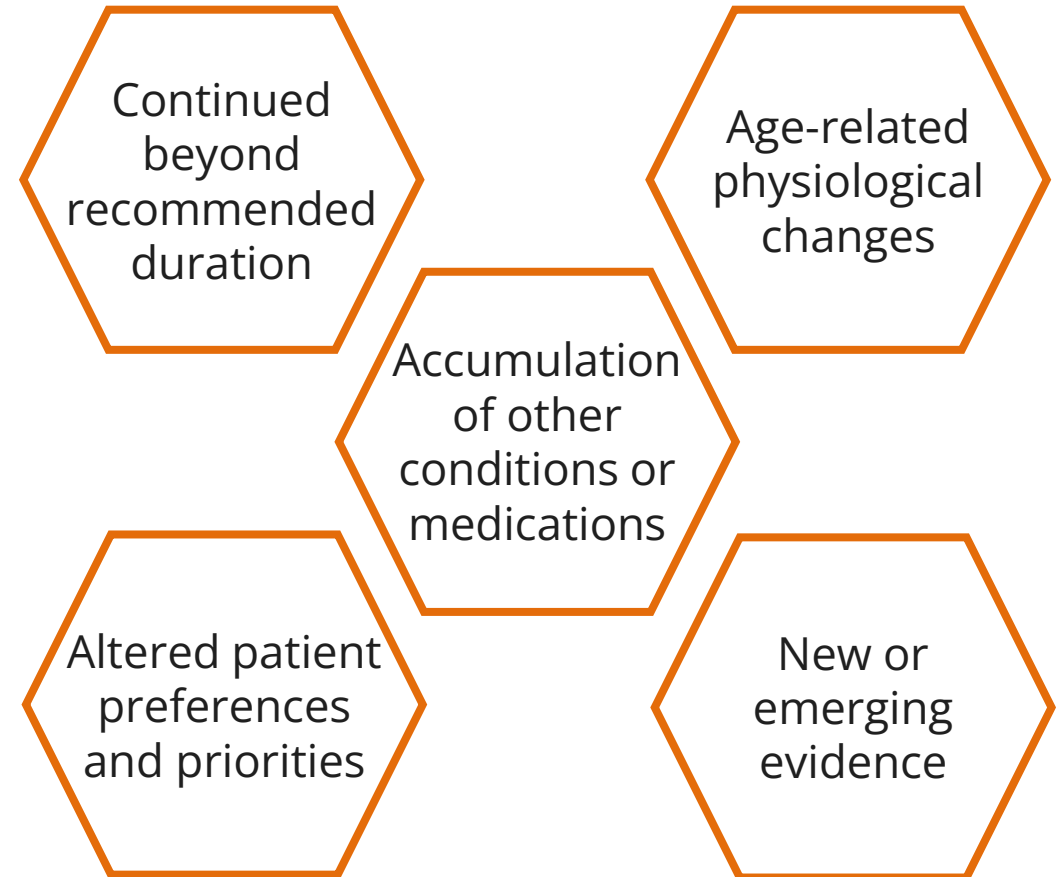 Continued
beyond
recommended
duration
Age-related
physiological
changes
Accumulation
of other
conditions or
medications
Altered patient
preferences
and priorities
New or
emerging
evidence